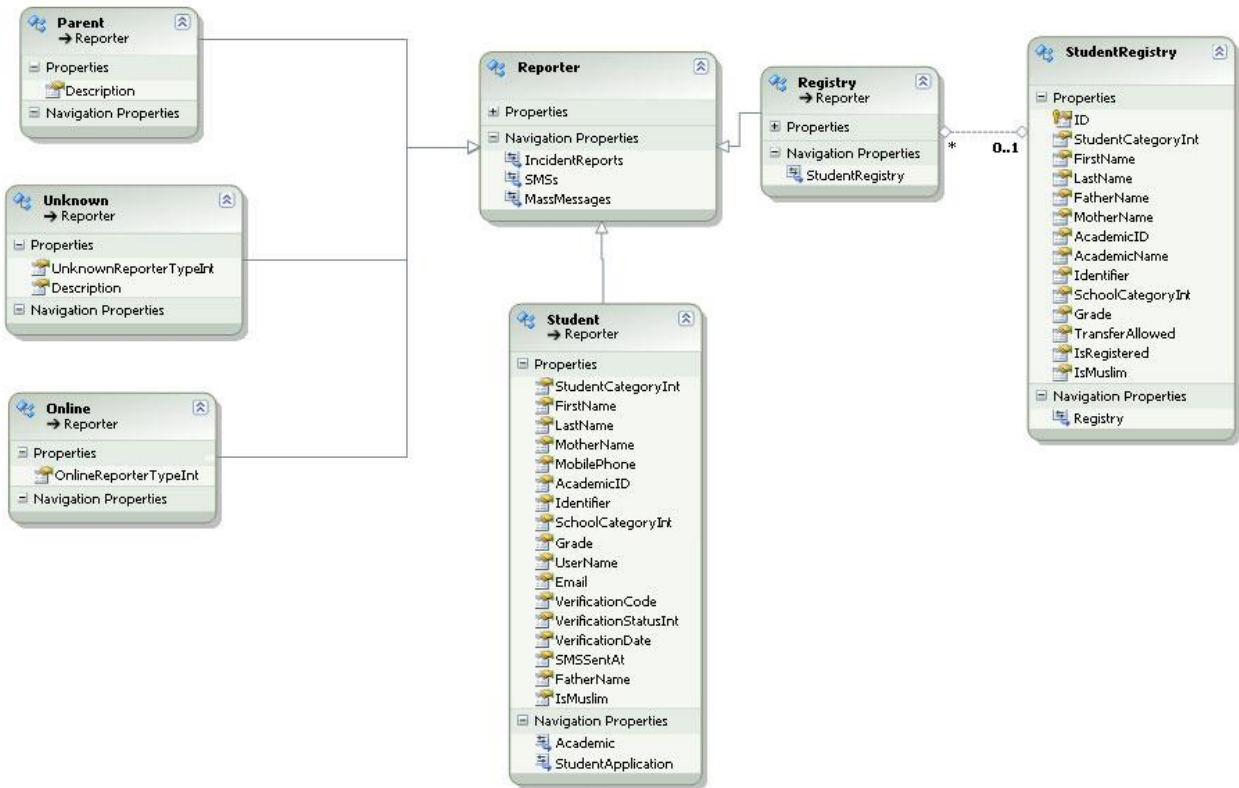 Parent
→ Reporter
Properties
Description
Navigation Properties
Unknown
→ Reporter
Properties
UnknownReporterTypeInt
Description
Navigation Properties
Online
→ Reporter
Properties
OnlineReporterTypeInt
Navigation Properties
Reporter
Properties
Navigation Properties
IncidentReports
SMSs
MassMessages
Student
→ Reporter
Properties
StudentCategoryInt
FirstName
LastName
MotherName
MobilePhone
AcademicID
Identifier
SchoolCategoryInt
Grade
UserName
Email
VerificationCode
VerificationStatusInt
VerificationDate
SMSSentAt
FatherName
IsMuslim
Navigation Properties
Academic
StudentApplication
Registry
→ Reporter
Properties
Navigation Properties
StudentRegistry
* 0..1
StudentRegistry
Properties
ID
StudentCategoryInt
FirstName
LastName
FatherName
MotherName
AcademicID
AcademicName
Identifier
SchoolCategoryInt
Grade
TransferAllowed
IsRegistered
IsMuslim
Navigation Properties
Registry